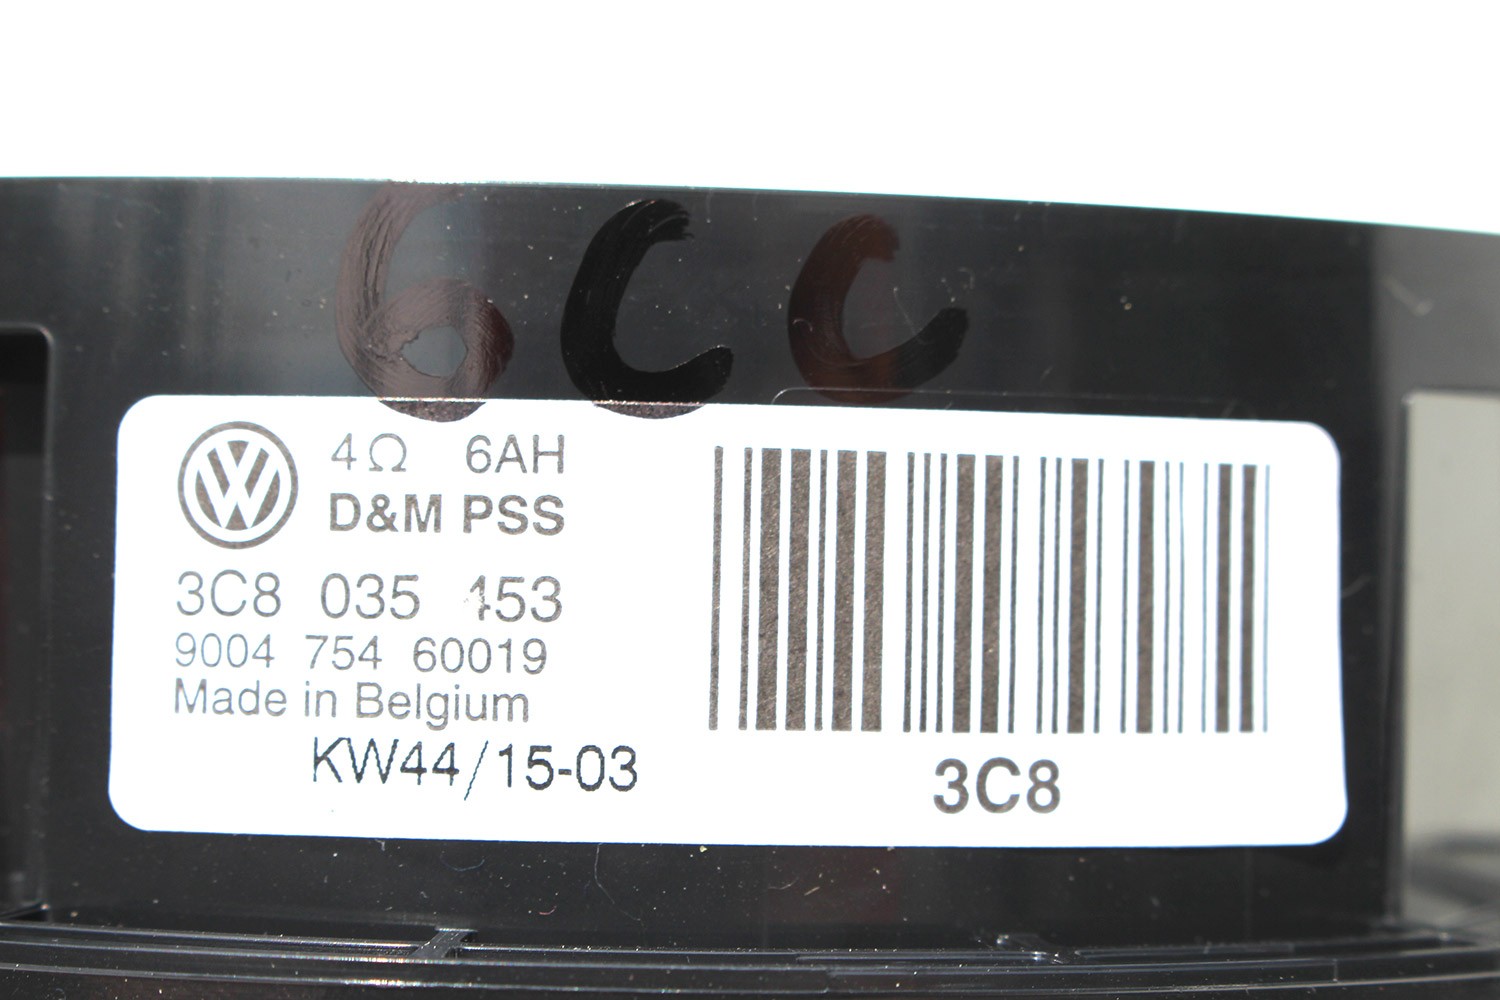 6CC
4Ω 6AH
D&M PSS
3C8 035 453
9004 754 60019
Made in Belgium
KW44/15-03
3C8